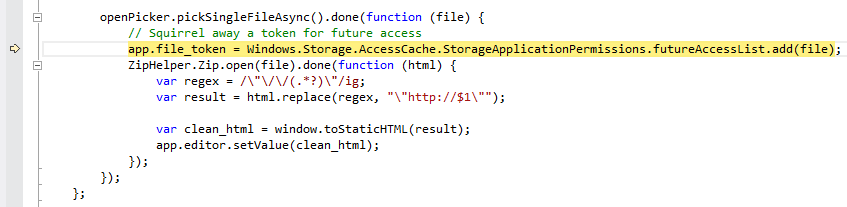 openPicker.pickSingleFileAsync().done(function (file) {
// Squirrel away a token for future access
app.file_token = Windows.Storage.AccessCache.StorageApplicationPermissions.futureAccessList.add(file);
ZipHelper.Zip.open(file).done(function (html) {
var regex = /\"\/\/(.*?)\"/ig;
var result = html.replace(regex, "\"http://$1\"");
var clean_html = window.toStaticHTML(result);
app.editor.setValue(clean_html);
});
});
};